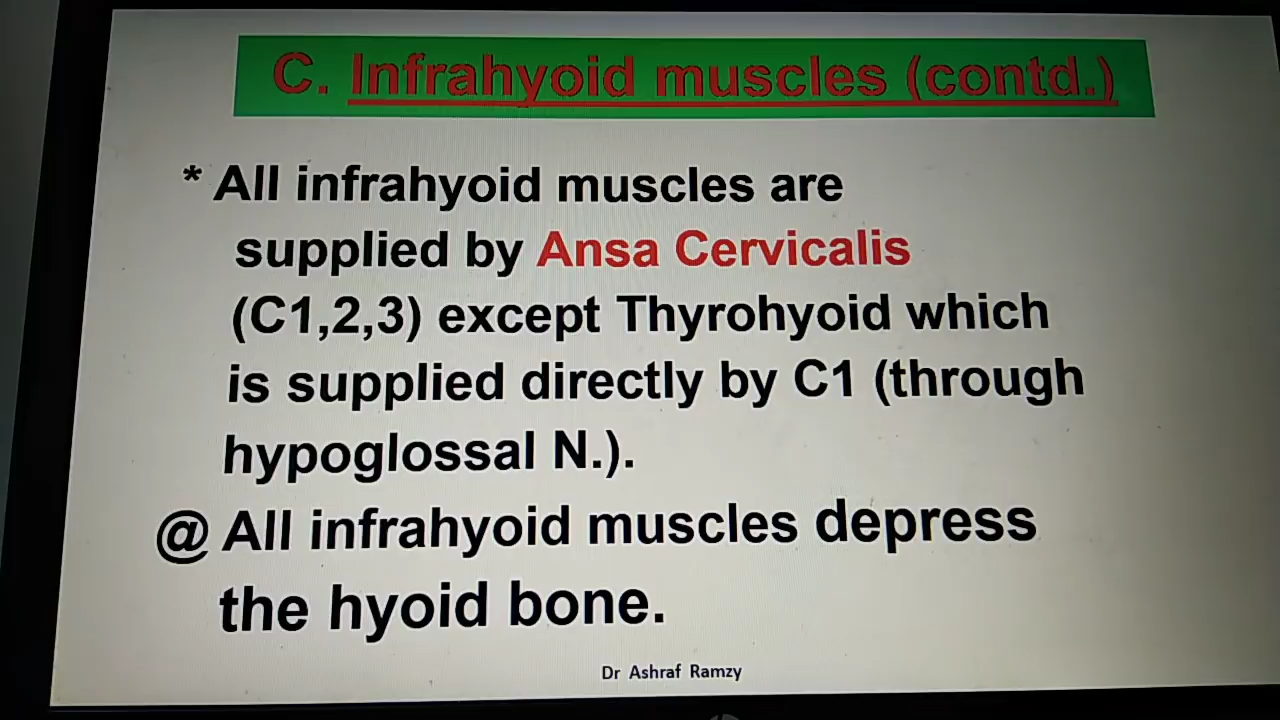 C. Infrahyoid muscles (contd.)
* All infrahyoid muscles are
supplied by Ansa Cervicalis
(C1,2,3) except Thyrohyoid which
is supplied directly by C1 (through
hypoglossal N.).
@ All infrahyoid muscles depress
the hyoid bone.
Dr Ashraf Ramzy